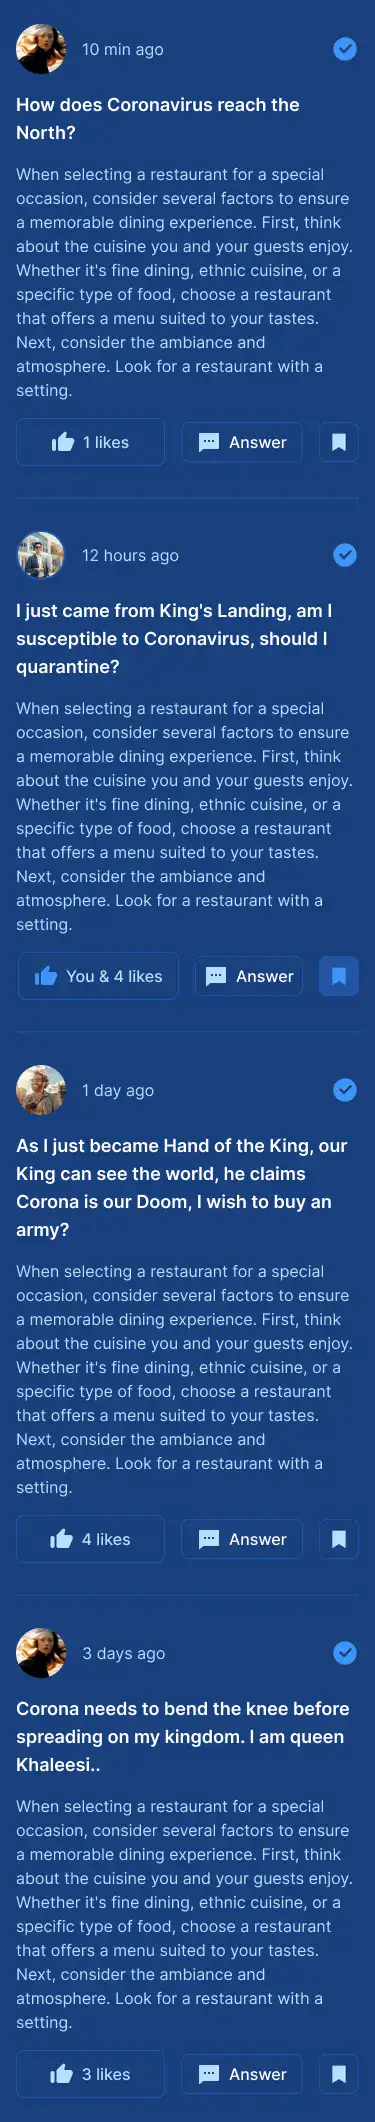 10 min ago
How does Coronavirus reach the
North?
When selecting a restaurant for a special
occasion, consider several factors to ensure
a memorable dining experience. First, think
about the cuisine you and your guests enjoy.
Whether it's fine dining, ethnic cuisine, or a
specific type of food, choose a restaurant
that offers a menu suited to your tastes.
Next, consider the ambiance and
atmosphere. Look for a restaurant with a
setting.
1 likes Answer
12 hours ago
I just came from King's Landing, am I
susceptible to Coronavirus, should I
quarantine?
When selecting a restaurant for a special
occasion, consider several factors to ensure
a memorable dining experience. First, think
about the cuisine you and your guests enjoy.
Whether it's fine dining, ethnic cuisine, or a
specific type of food, choose a restaurant
that offers a menu suited to your tastes.
Next, consider the ambiance and
atmosphere. Look for a restaurant with a
setting.
You & 4 likes Answer
1 day ago
As I just became Hand of the King, our
King can see the world, he claims
Corona is our Doom, I wish to buy an
army?
When selecting a restaurant for a special
occasion, consider several factors to ensure
a memorable dining experience. First, think
about the cuisine you and your guests enjoy.
Whether it's fine dining, ethnic cuisine, or a
specific type of food, choose a restaurant
that offers a menu suited to your tastes.
Next, consider the ambiance and
atmosphere. Look for a restaurant with a
setting.
4 likes Answer
3 days ago
Corona needs to bend the knee before
spreading on my kingdom. I am queen
Khaleesi..
When selecting a restaurant for a special
occasion, consider several factors to ensure
a memorable dining experience. First, think
about the cuisine you and your guests enjoy.
Whether it's fine dining, ethnic cuisine, or a
specific type of food, choose a restaurant
that offers a menu suited to your tastes.
Next, consider the ambiance and
atmosphere. Look for a restaurant with a
setting.
3 likes Answer